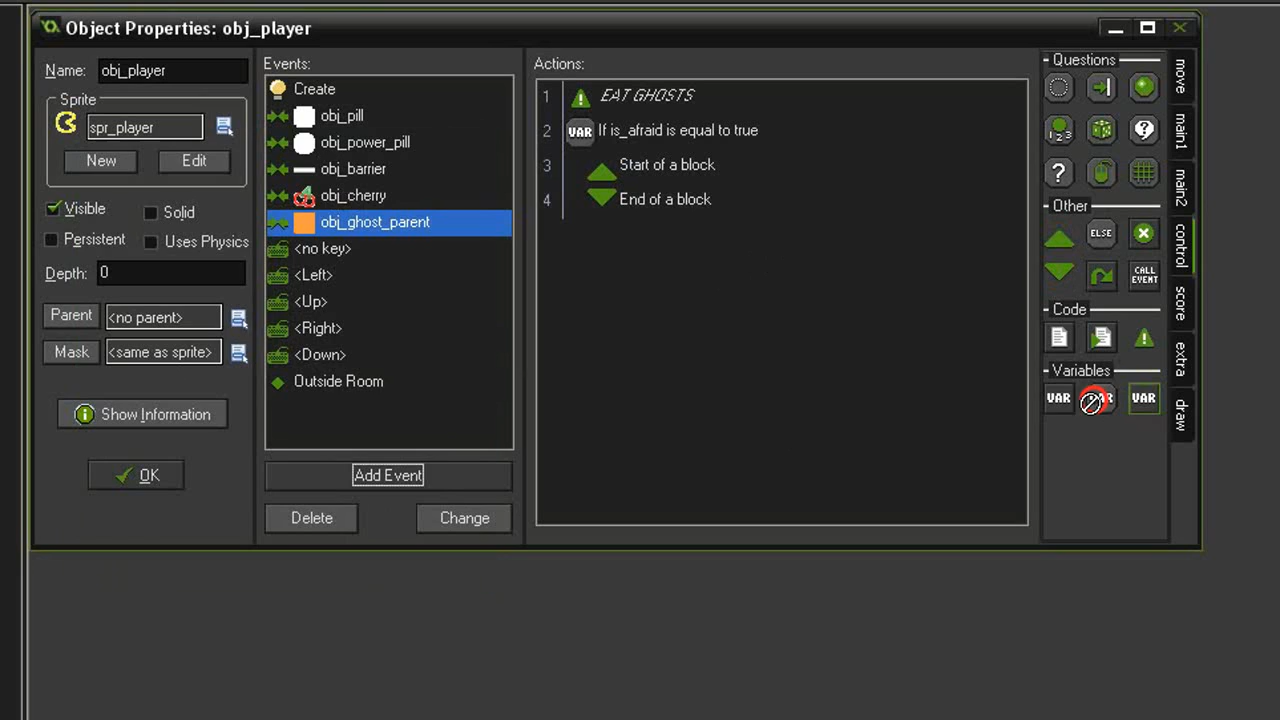 Object Properties: obj_player
Name: obj_player
Sprite
spr_player
New Edit
Visible Solid
Persistent Uses Physics
Depth: 0
Parent <no parent>
Mask <same as sprite>
Show Information
OK
Events:
Create
obj_pill
obj_power_pill
obj_barrier
obj_cherry
obj_ghost_parent
<no key>
<Left>
<Up>
<Right>
<Down>
Outside Room
Add Event
Delete Change
Actions:
1 EAT GHOSTS
2 VAR If is_afraid is equal to true
3 Start of a block
4 End of a block
Questions
1 2 3 ?
?
Other
ELSE
CALL EVENT
Code
Variables
VAR VAR
move
main1
main2
control
score
extra
draw